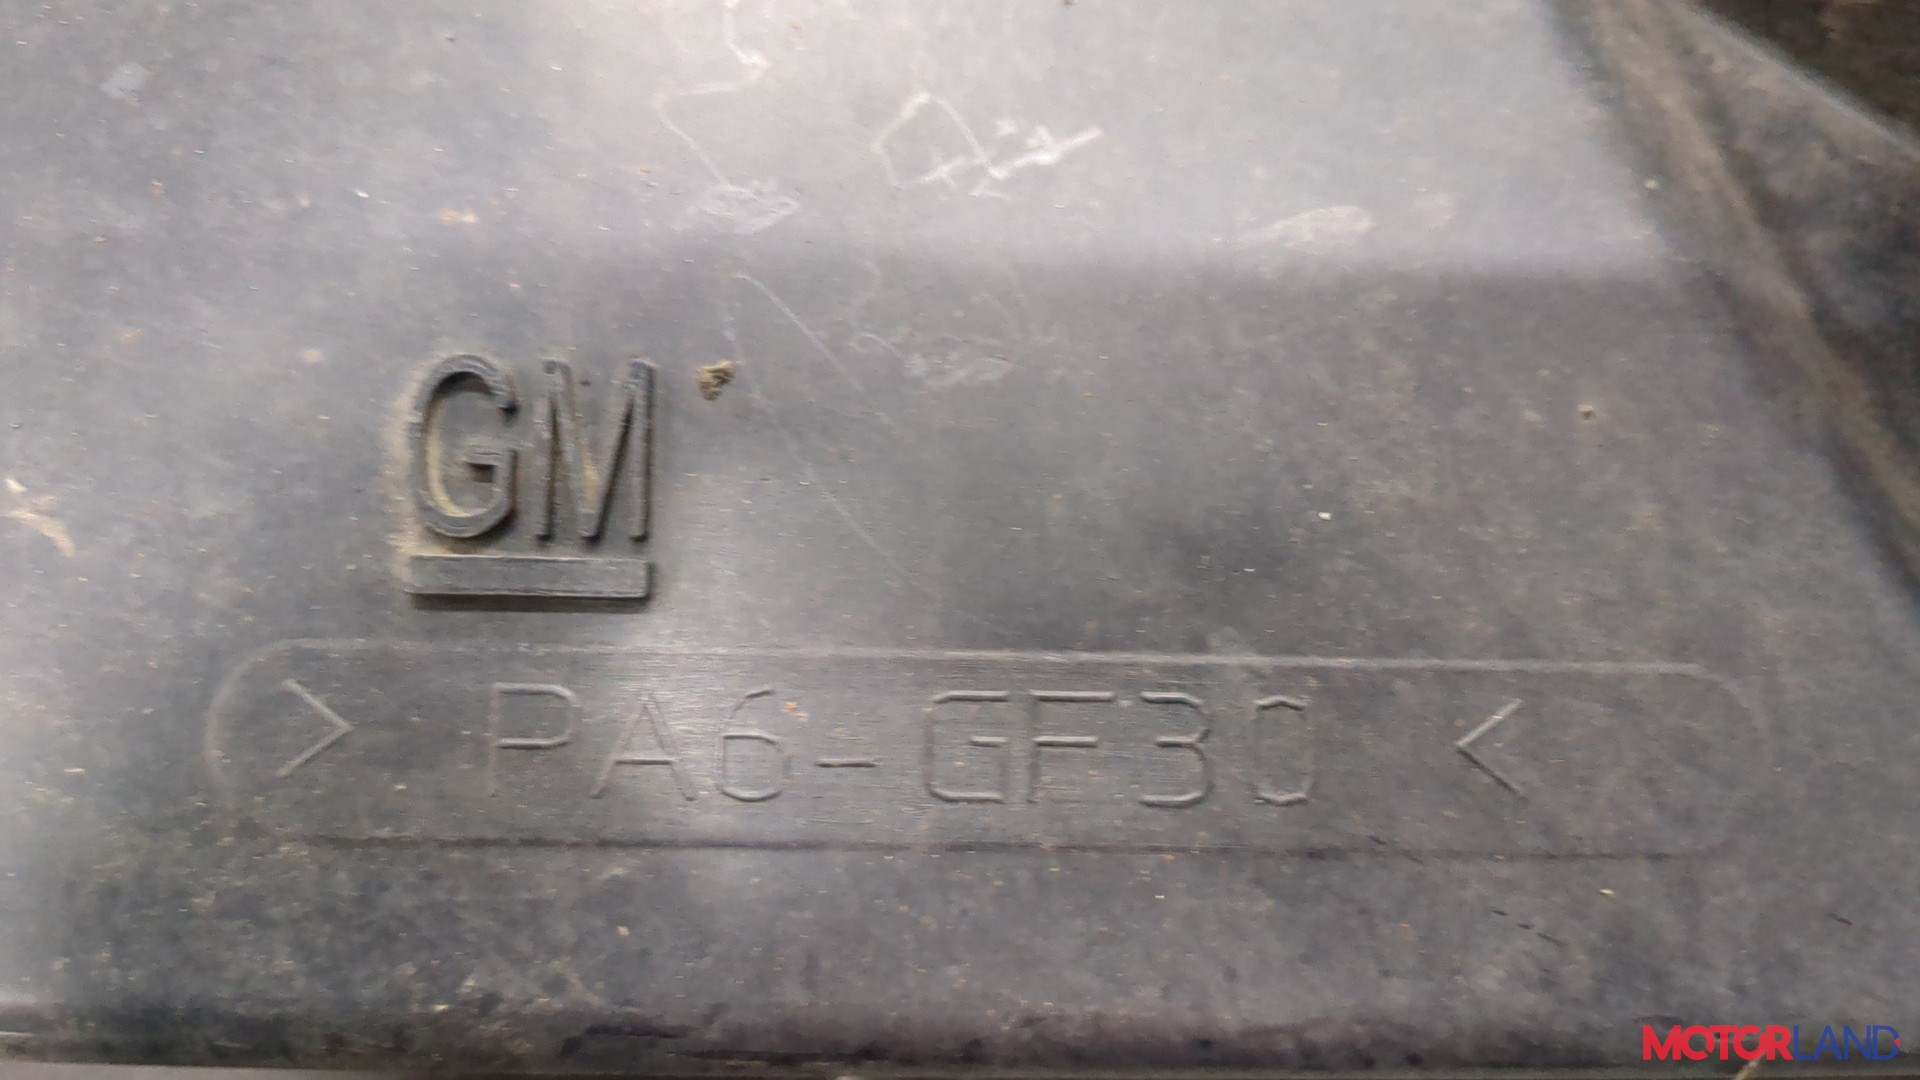 GM
> PA6-GF30 <
MOTORLAND